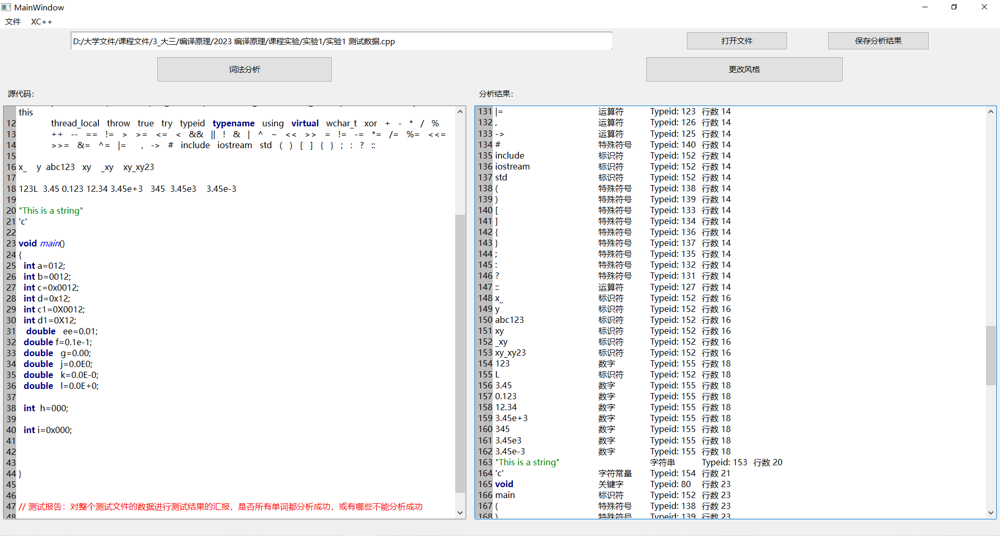 MainWindow
文件 XC++
D:/大学文件/课程文件/3_大三/编译原理/2023 编译原理/课程实验/实验1/实验1 测试数据.cpp
打开文件 保存分析结果
词法分析 更改风格
源代码：
this
12 thread_local throw true try typeid typename using virtual wchar_t xor + - * / %
13 ++ -- == != > >= <= < && || ! & | ^ ~ << >> = != -= *= /= %= <<=
14 >>= &= ^= |= , -> # include iostream std ( ) [ ] { } ; : ? ::
15
16 x_ y abc123 xy _xy xy_xy23
17
18 123L 3.45 0.123 12.34 3.45e+3 345 3.45e3 3.45e-3
19
20 "This is a string"
21 'c'
22
23 void main()
24 {
25 int a=012;
26 int b=0012;
27 int c=0x0012;
28 int d=0x12;
29 int c1=0X0012;
30 int d1=0X12;
31 double ee=0.01;
32 double f=0.1e-1;
33 double g=0.00;
34 double j=0.0E0;
35 double k=0.0E-0;
36 double l=0.0E+0;
37
38 int h=000;
39
40 int i=0x000;
41
42
43
44 }
45
46
47 // 测试报告：对整个测试文件的数据进行测试结果的汇报，是否所有单词都分析成功，或有哪些不能分析成功
48
分析结果：
131 |= 运算符 Typeid: 123 行数 14
132 , 运算符 Typeid: 126 行数 14
133 -> 运算符 Typeid: 125 行数 14
134 # 特殊符号 Typeid: 140 行数 14
135 include 标识符 Typeid: 152 行数 14
136 iostream 标识符 Typeid: 152 行数 14
137 std 标识符 Typeid: 152 行数 14
138 ( 特殊符号 Typeid: 138 行数 14
139 ) 特殊符号 Typeid: 139 行数 14
140 [ 特殊符号 Typeid: 133 行数 14
141 ] 特殊符号 Typeid: 134 行数 14
142 { 特殊符号 Typeid: 136 行数 14
143 } 特殊符号 Typeid: 137 行数 14
144 ; 特殊符号 Typeid: 135 行数 14
145 : 特殊符号 Typeid: 132 行数 14
146 ? 特殊符号 Typeid: 131 行数 14
147 :: 运算符 Typeid: 127 行数 14
148 x_ 标识符 Typeid: 152 行数 16
149 y 标识符 Typeid: 152 行数 16
150 abc123 标识符 Typeid: 152 行数 16
151 xy 标识符 Typeid: 152 行数 16
152 _xy 标识符 Typeid: 152 行数 16
153 xy_xy23 标识符 Typeid: 152 行数 16
154 123 数字 Typeid: 155 行数 18
155 L 标识符 Typeid: 152 行数 18
156 3.45 数字 Typeid: 155 行数 18
157 0.123 数字 Typeid: 155 行数 18
158 12.34 数字 Typeid: 155 行数 18
159 3.45e+3 数字 Typeid: 155 行数 18
160 345 数字 Typeid: 155 行数 18
161 3.45e3 数字 Typeid: 155 行数 18
162 3.45e-3 数字 Typeid: 155 行数 18
163 "This is a string" 字符串 Typeid: 153 行数 20
164 'c' 字符常量 Typeid: 154 行数 21
165 void 关键字 Typeid: 80 行数 23
166 main 标识符 Typeid: 152 行数 23
167 ( 特殊符号 Typeid: 138 行数 23
168 ) 特殊符号 Typeid: 139 行数 23